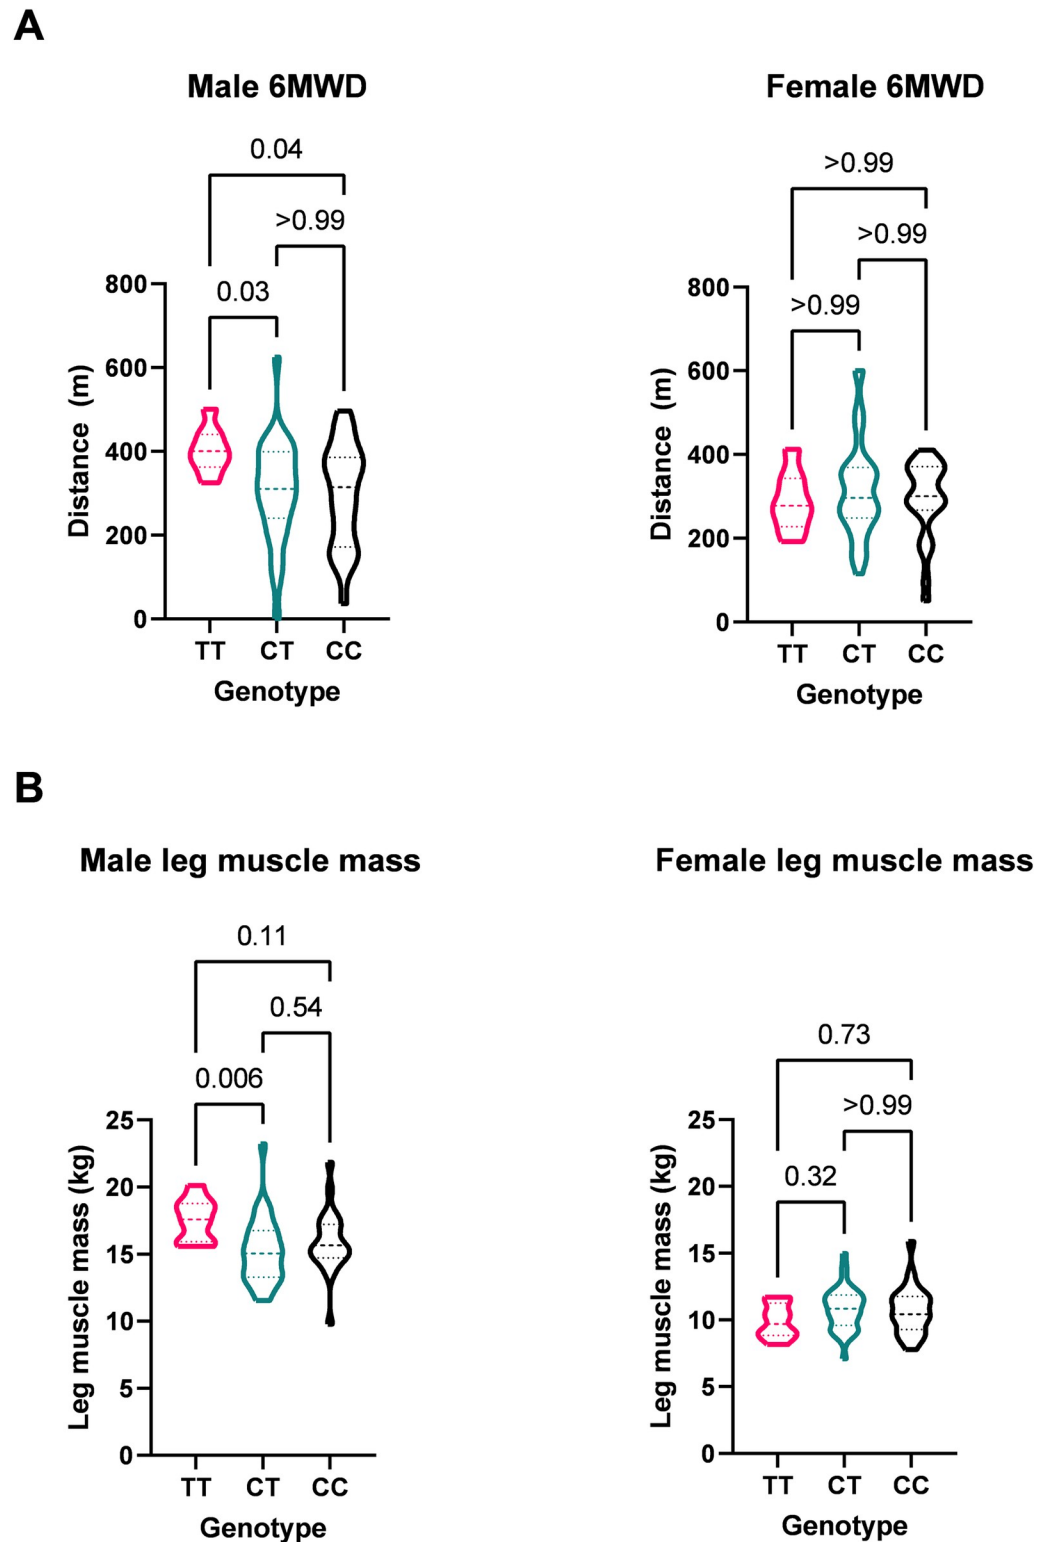 A
Male 6MWD
0.04
>0.99
0.03
800
600
400
200
0
Distance (m)
TT CT CC
Genotype
Female 6MWD
>0.99
>0.99
>0.99
800
600
400
200
0
Distance (m)
TT CT CC
Genotype
B
Male leg muscle mass
0.11
0.54
0.006
25
20
15
10
5
0
Leg muscle mass (kg)
TT CT CC
Genotype
Female leg muscle mass
0.73
>0.99
0.32
25
20
15
10
5
0
Leg muscle mass (kg)
TT CT CC
Genotype